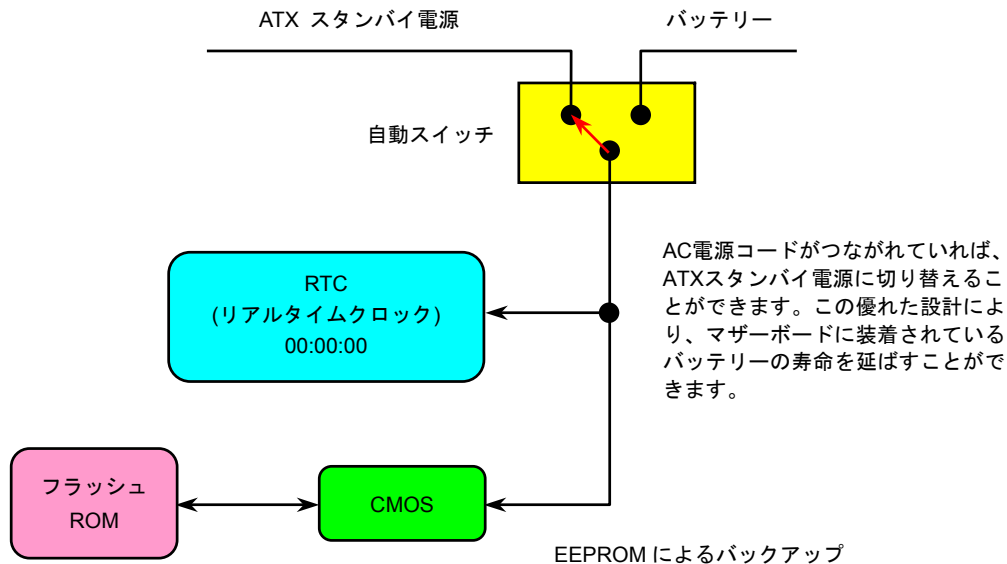 ATX スタンバイ電源
バッテリー
自動スイッチ
RTC
(リアルタイムクロック)
00:00:00
AC電源コードがつながれていれば、
ATXスタンバイ電源に切り替えるこ
とができます。この優れた設計によ
り、マザーボードに装着されている
バッテリーの寿命を延ばすことがで
きます。
フラッシュ
ROM
CMOS
EEPROM によるバックアップ